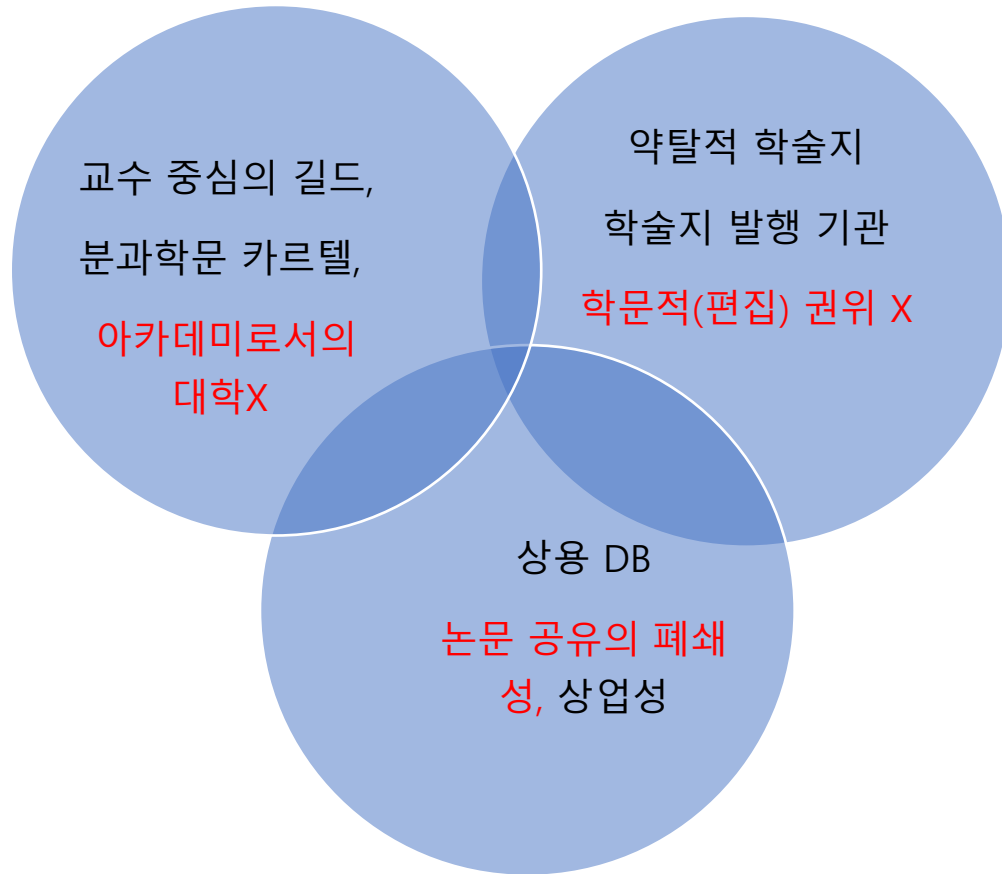 교수 중심의 길드,
분과학문 카르텔,
아카데미로서의
대학X
약탈적 학술지
학술지 발행 기관
학문적(편집) 권위 X
상용 DB
논문 공유의 폐쇄
성, 상업성